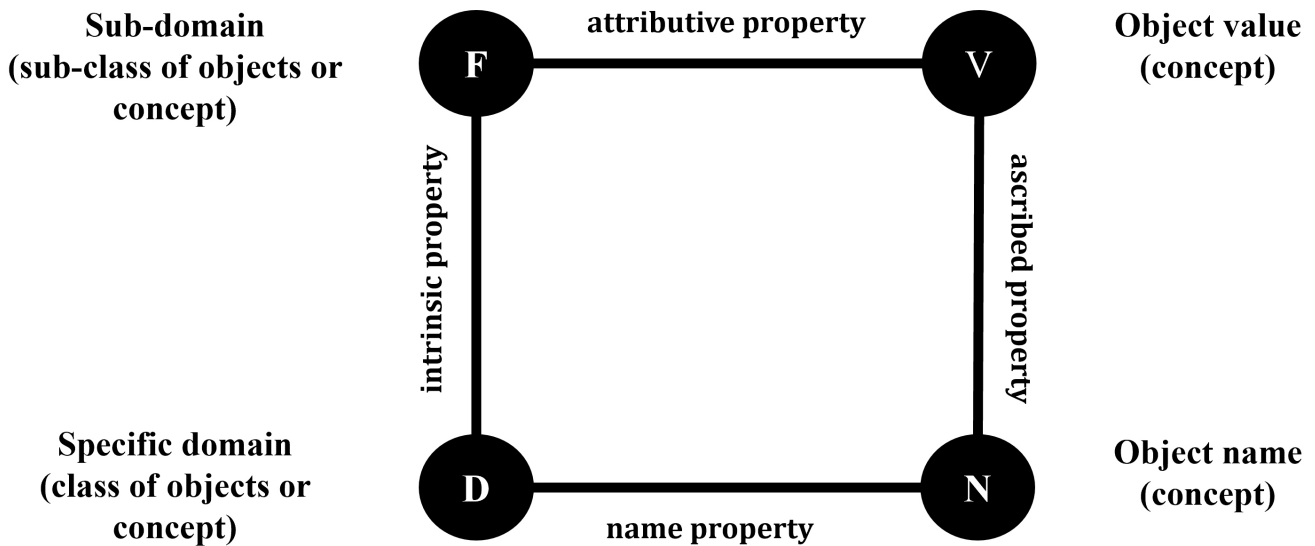 Sub-domain
(sub-class of objects or
concept)
F
attributive property
V
Object value
(concept)
intrinsic property
ascribed property
Specific domain
(class of objects or
concept)
D
name property
N
Object name
(concept)